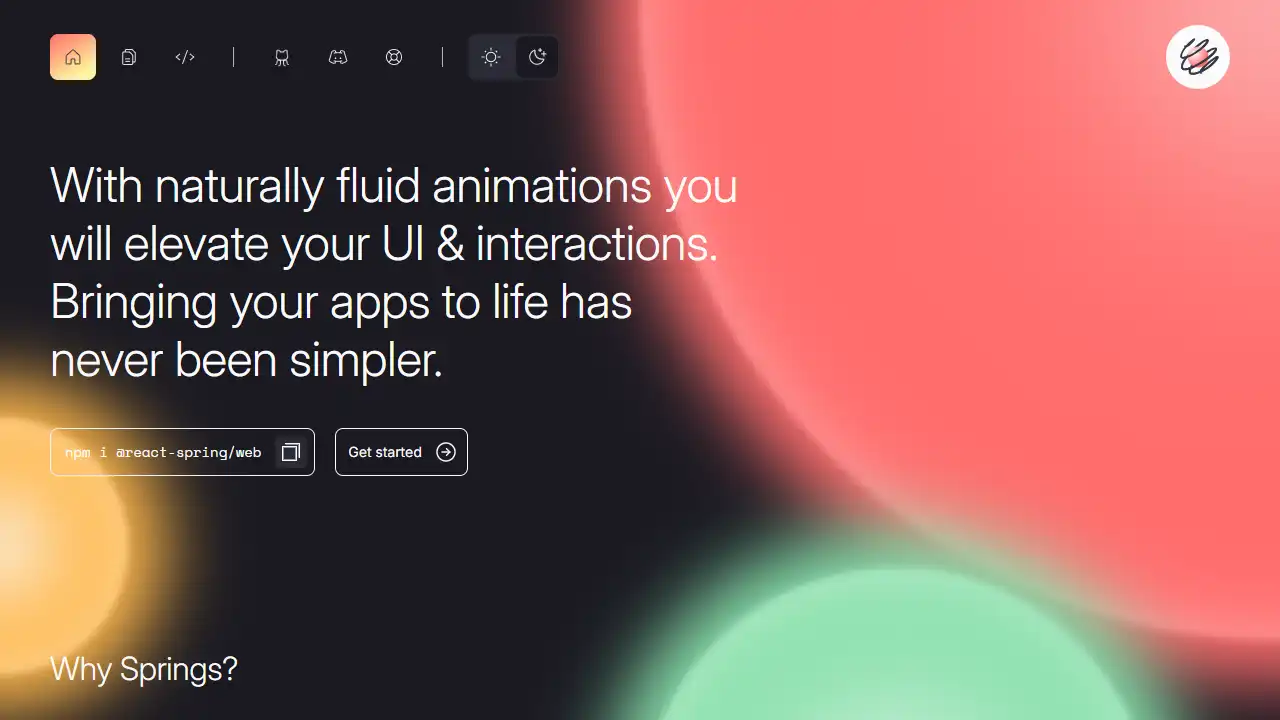 With naturally fluid animations you
will elevate your UI & interactions.
Bringing your apps to life has
never been simpler.
npm i @react-spring/web
Get started
Why Springs?